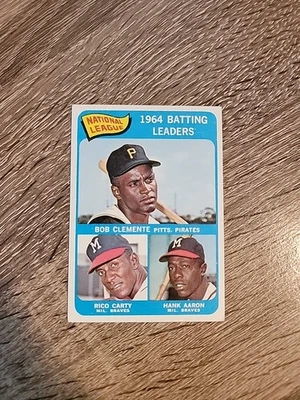 NATIONAL
LEAGUE
1964 BATTING
LEADERS
P
BOB CLEMENTE PITTS. PIRATES
M
M
RICO CARTY
MIL. BRAVES
HANK AARON
MIL. BRAVES